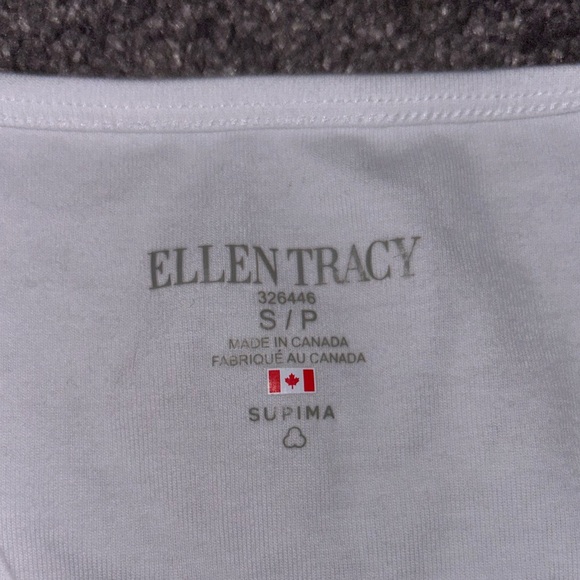 ELLEN TRACY
326446
S / P
MADE IN CANADA
FABRIQUÉ AU CANADA
SUPIMA